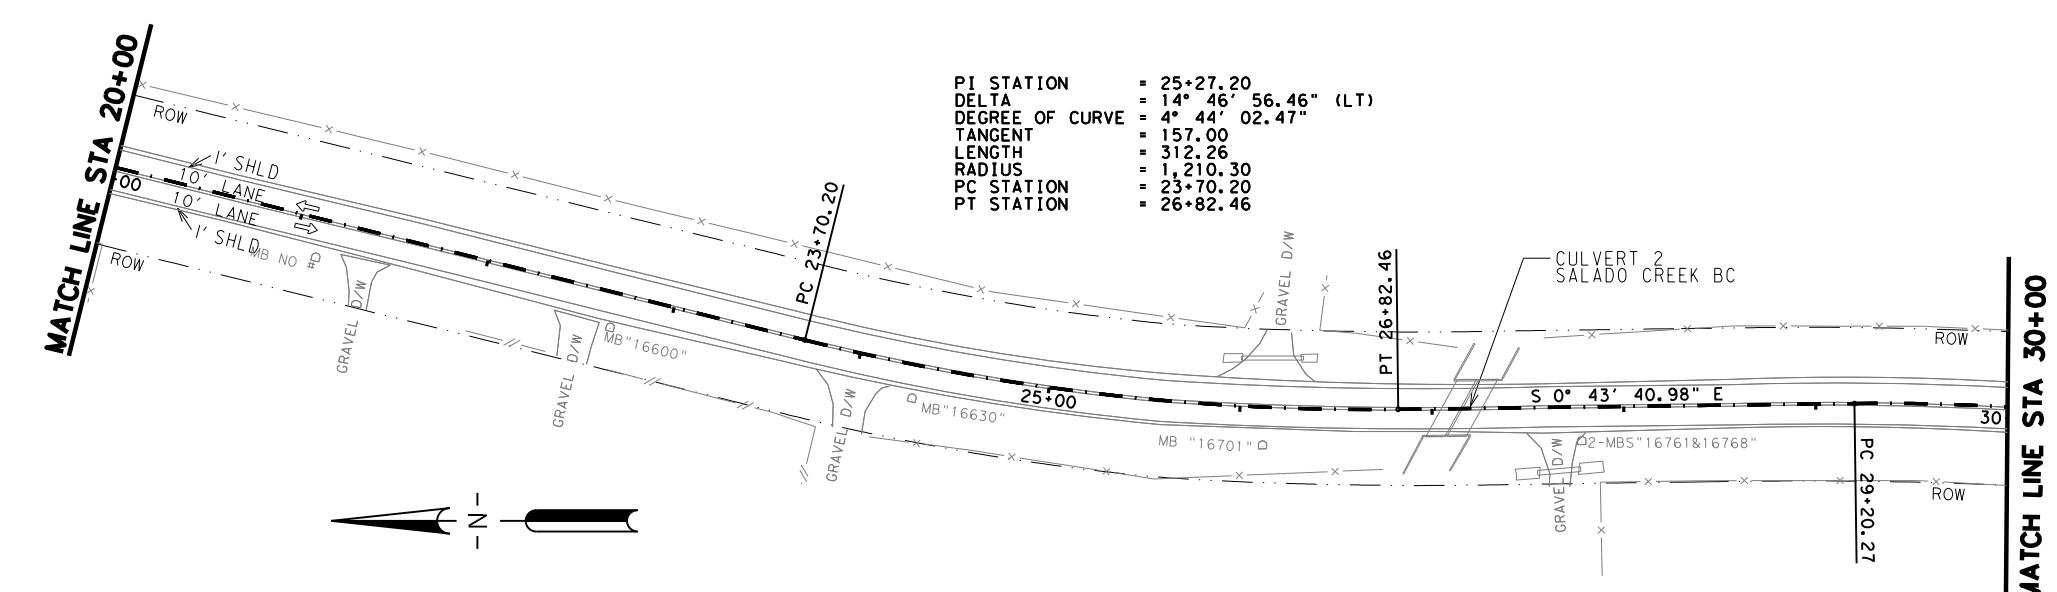 MATCH LINE STA 20+00
ROW
1' SHLD
10' LANE
10' LANE
1' SHLD
00
ROW
MB NO #
GRAVEL D/W
GRAVEL D/W
MB"16600"
PC 23+70.20
GRAVEL D/W
MB"16630"
PI STATION = 25+27.20
DELTA = 14° 46' 56.46" (LT)
DEGREE OF CURVE = 4° 44' 02.47"
TANGENT = 157.00
LENGTH = 312.26
RADIUS = 1,210.30
PC STATION = 23+70.20
PT STATION = 26+82.46
25+00
GRAVEL D/W
MB "16701"
PT 26+82.46
CULVERT 2
SALADO CREEK BC
S 0° 43' 40.98" E
GRAVEL D/W
2-MBS"16761&16768"
PC 29+20.27
ROW
30
ROW
MATCH LINE STA 30+00
-N-